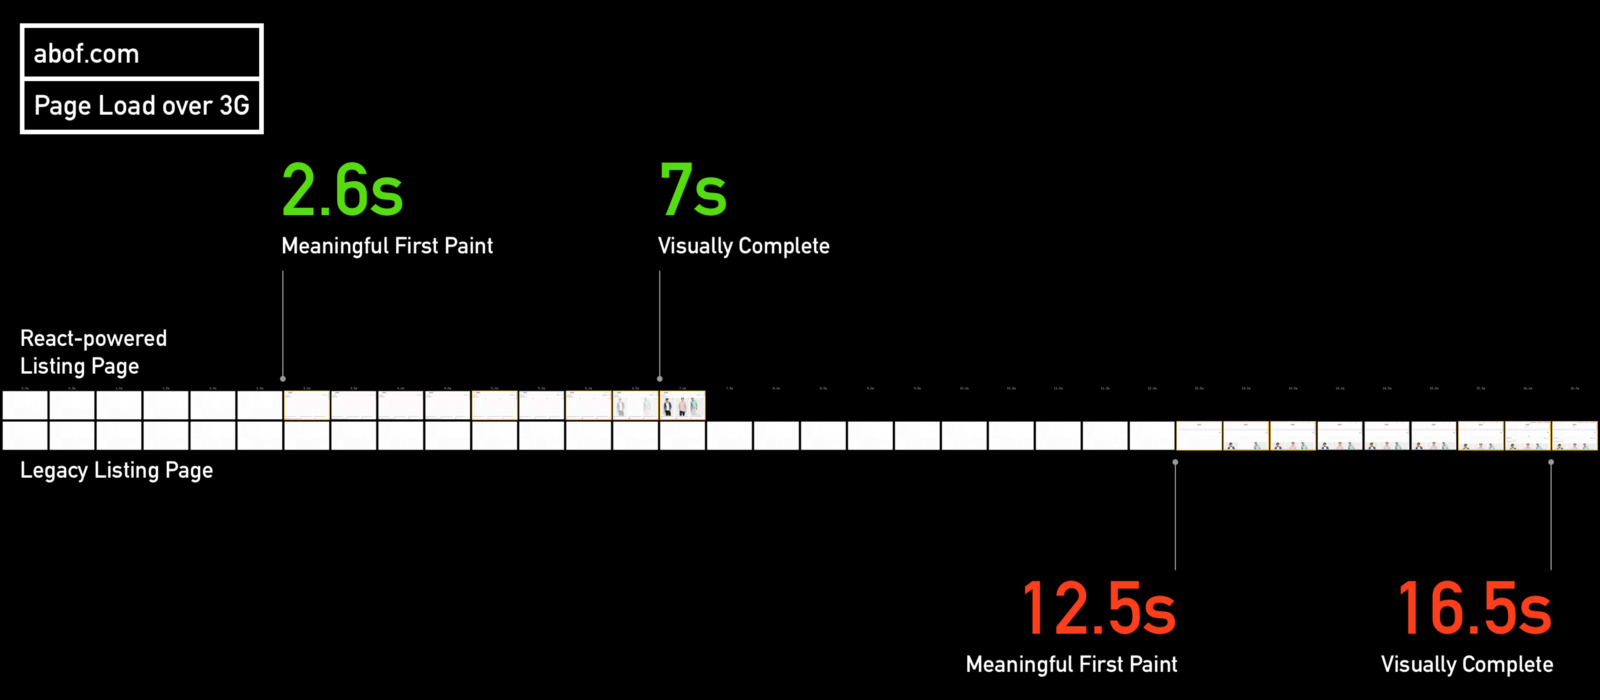 abof.com
Page Load over 3G
2.6s
Meaningful First Paint
7s
Visually Complete
React-powered
Listing Page
Legacy Listing Page
12.5s
Meaningful First Paint
16.5s
Visually Complete